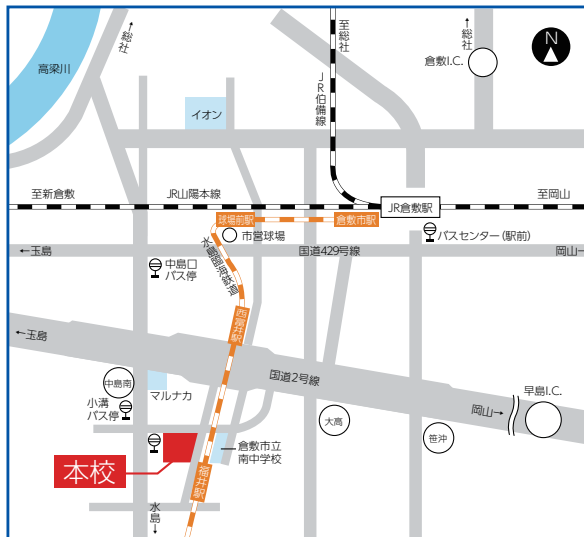 →総社
至総社
→総社
高梁川
倉敷I.C.
N
イオン
JR伯備線
至新倉敷
JR山陽本線
JR倉敷駅
至岡山
球場前駅
倉敷市駅
市営球場
バスセンター(駅前)
←玉島
国道429号線
岡山→
水島臨海鉄道
中島口
バス停
西富井駅
←玉島
国道2号線
中島南
マルナカ
早島I.C.
小溝
バス停
大高
岡山→
笹沖
倉敷市立
南中学校
本校
福井駅
水島→